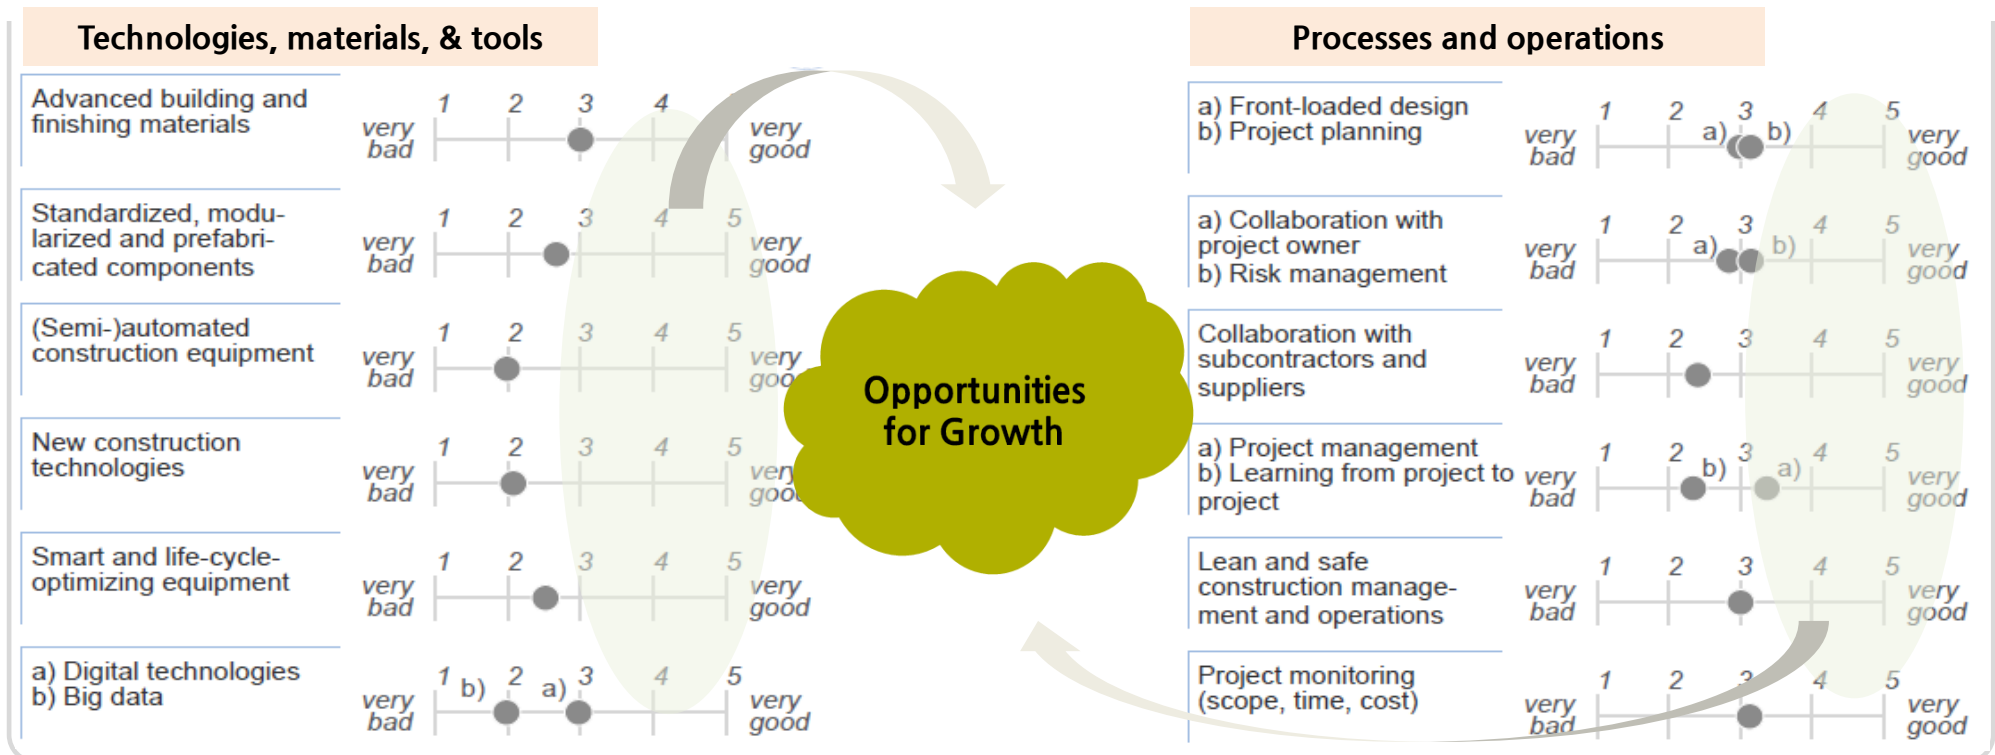 Technologies, materials, & tools
Advanced building and
finishing materials
1 2 3 4
very
bad
very
good
Standardized, modu-
larized and prefabri-
cated components
1 2 3 4 5
very
bad
very
good
(Semi-)automated
construction equipment
1 2 3 4 5
very
bad
very
good
New construction
technologies
1 2 3 4 5
very
bad
very
good
Smart and life-cycle-
optimizing equipment
1 2 3 4 5
very
bad
very
good
a) Digital technologies
b) Big data
1 2 3 4 5
b) a)
very
bad
very
good
Opportunities
for Growth
Processes and operations
a) Front-loaded design
b) Project planning
1 2 3 4 5
a) b)
very
bad
very
good
a) Collaboration with
project owner
b) Risk management
1 2 3 4 5
a) b)
very
bad
very
good
Collaboration with
subcontractors and
suppliers
1 2 3 4 5
very
bad
very
good
a) Project management
b) Learning from project to
project
1 2 3 4 5
b) a)
very
bad
very
good
Lean and safe
construction manage-
ment and operations
1 2 3 4 5
very
bad
very
good
Project monitoring
(scope, time, cost)
1 2 3 4 5
very
bad
very
good